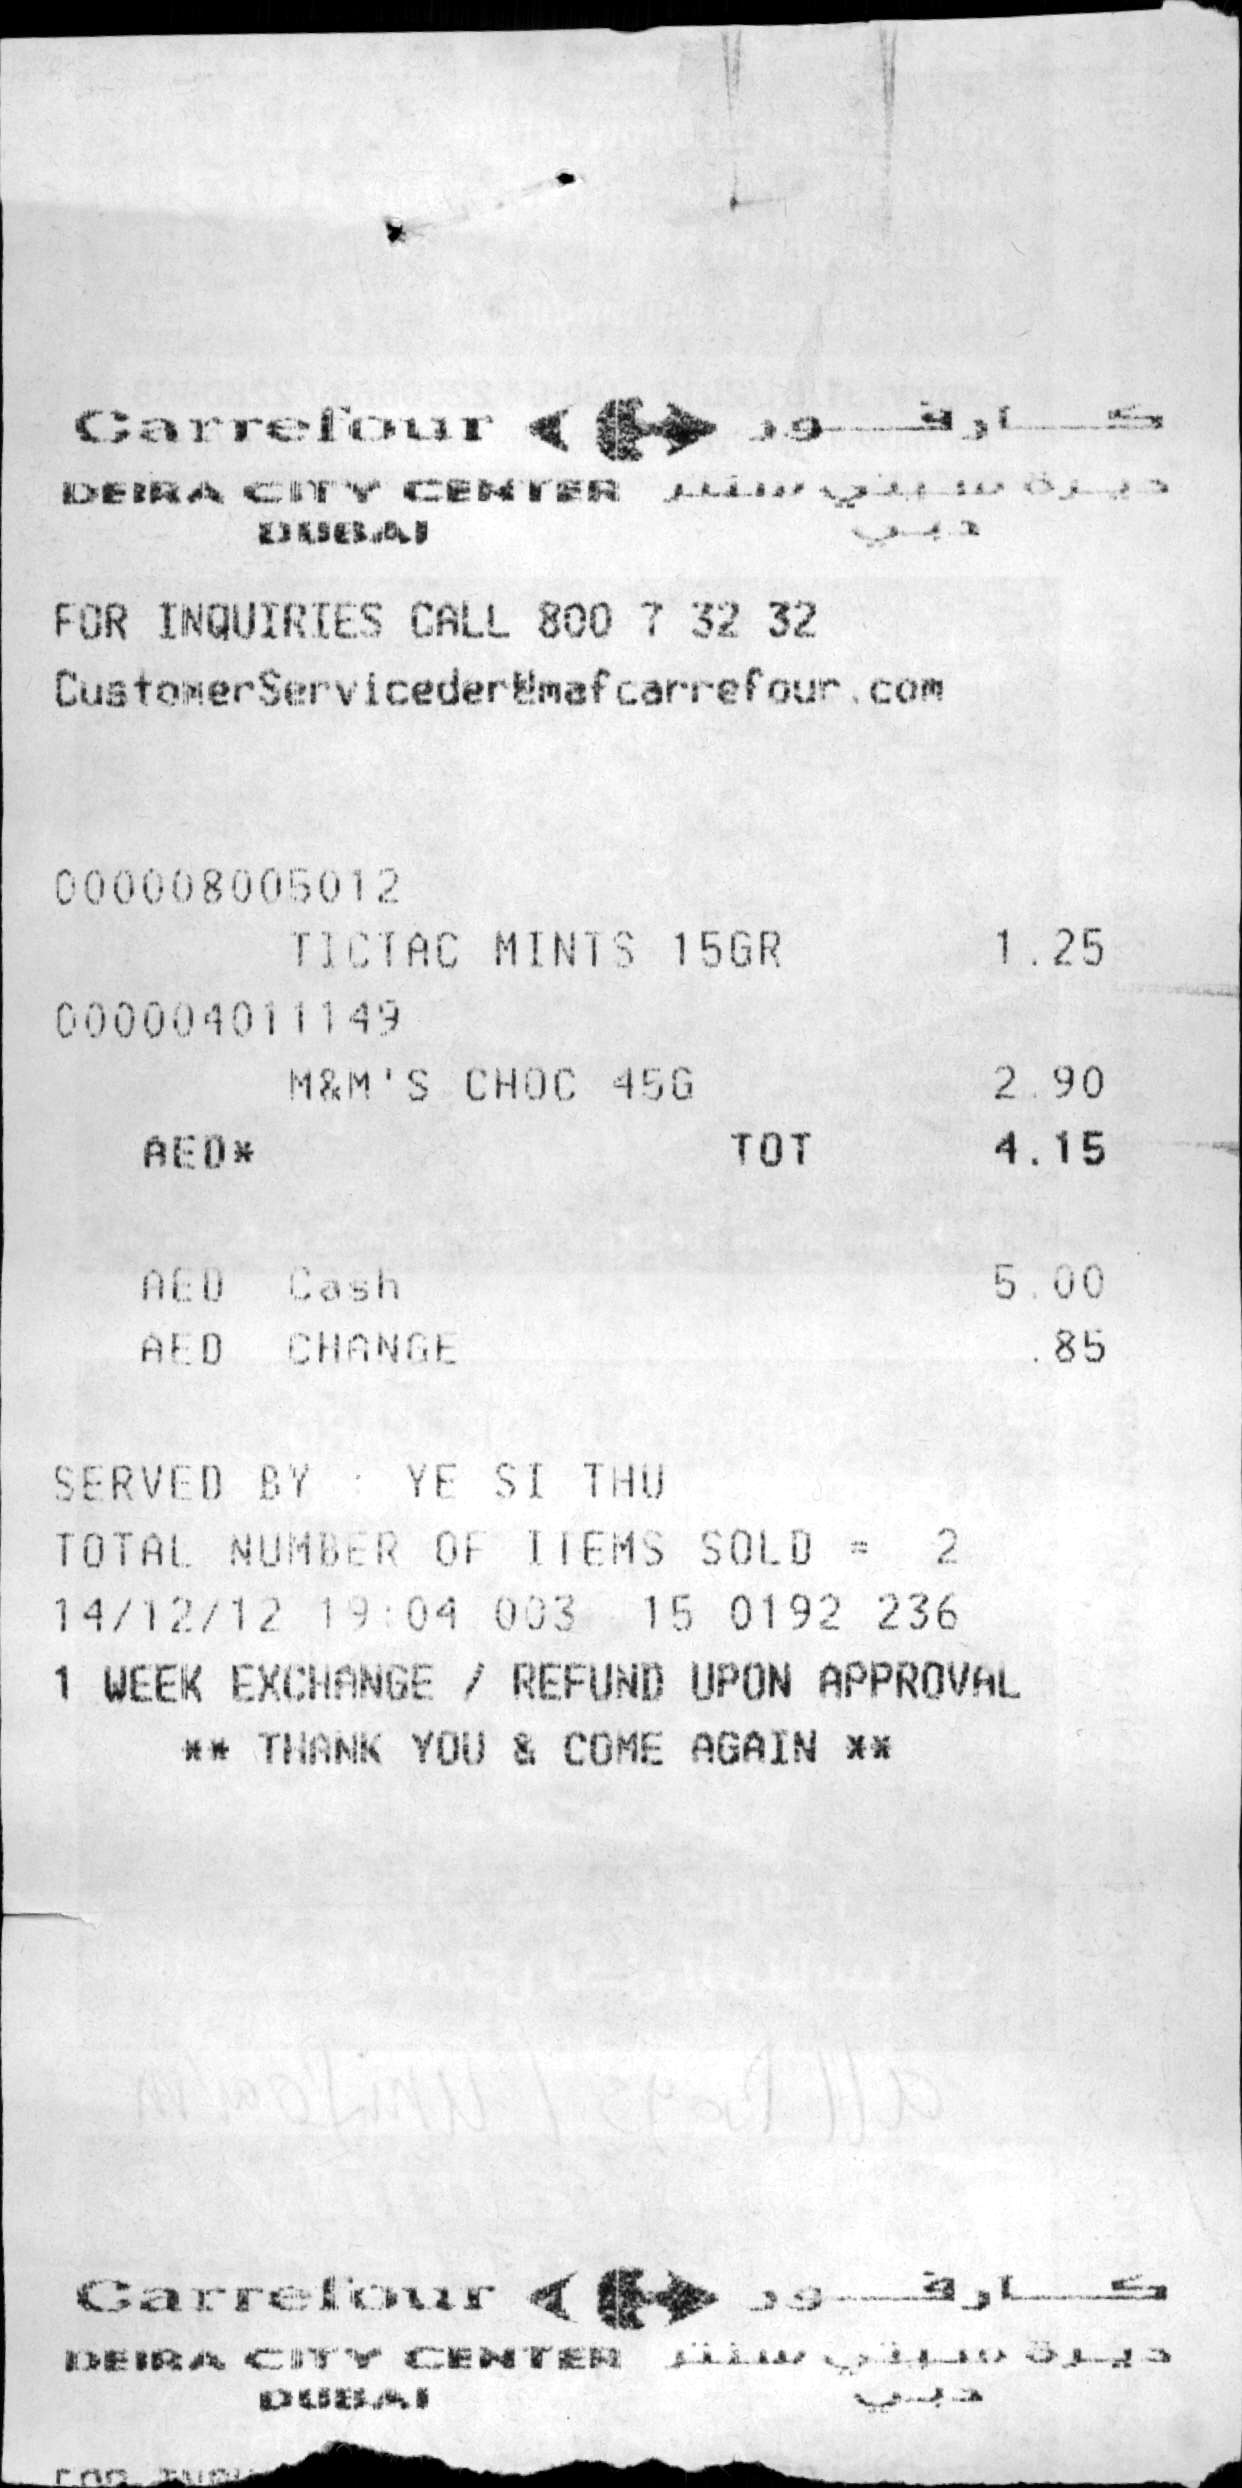 Carrefour كارفور
DEIRA CITY CENTER ديرة سيتي سنتر
DUBAI دبي
FOR INQUIRIES CALL 800 7 32 32
CustomerServiceder@mafcarrefour.com
000008005012
TICTAC MINTS 15GR 1.25
000004011149
M&M'S CHOC 45G 2.90
AED* TOT 4.15
AED Cash 5.00
AED CHANGE .85
SERVED BY : YE SI THU
TOTAL NUMBER OF ITEMS SOLD = 2
14/12/12 19:04 003 15 0192 236
1 WEEK EXCHANGE / REFUND UPON APPROVAL
** THANK YOU & COME AGAIN **
Carrefour كارفور
DEIRA CITY CENTER ديرة سيتي سنتر
DUBAI دبي